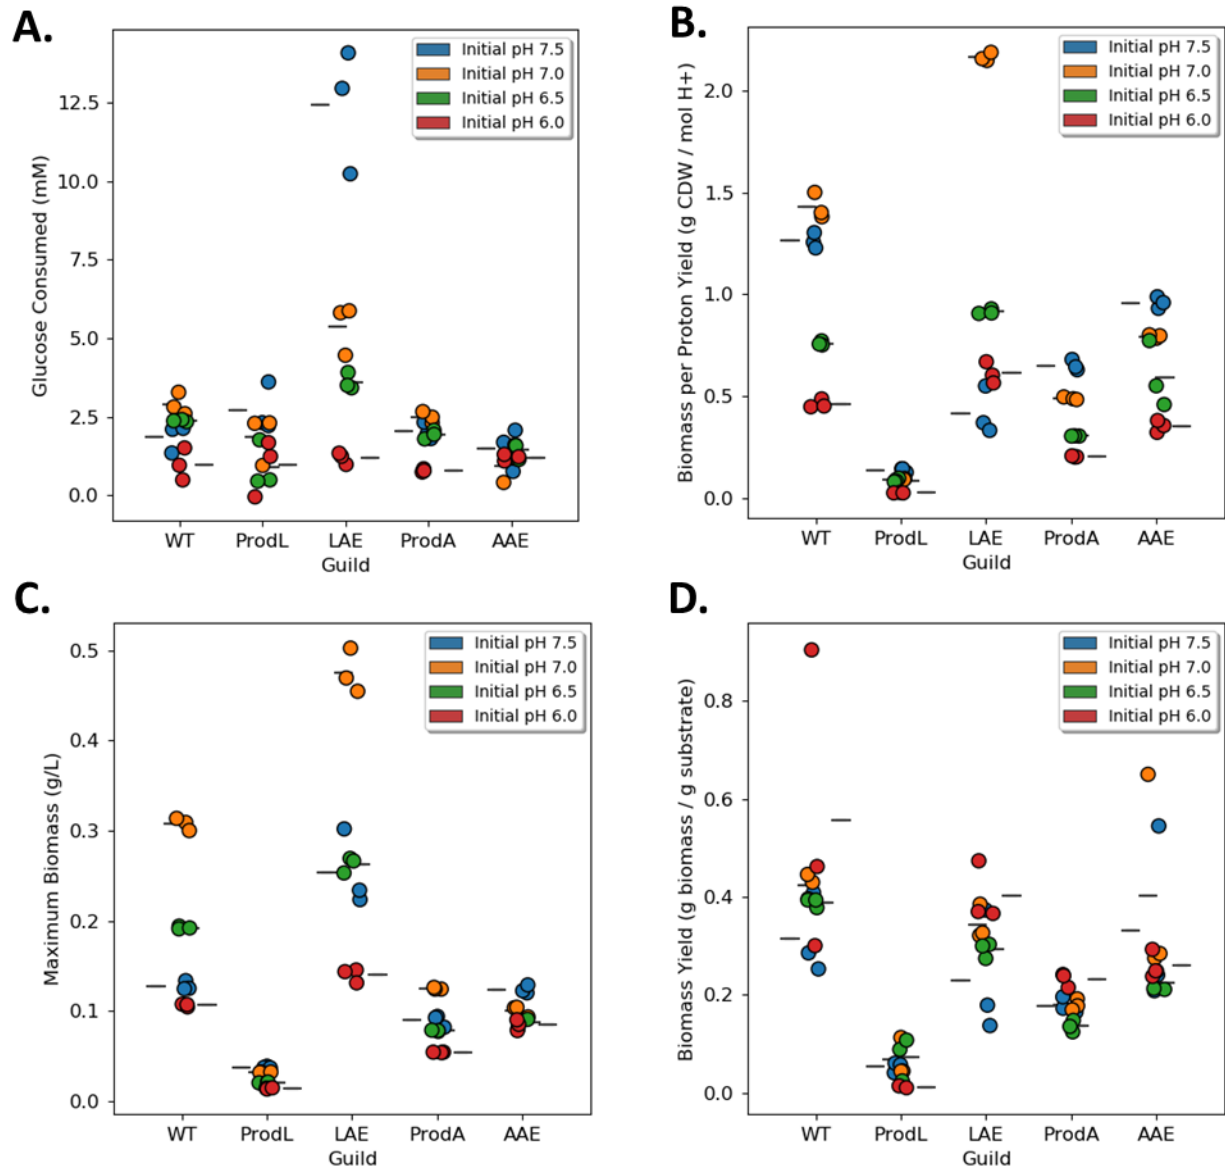 A.
Glucose Consumed (mM)
12.5
10.0
7.5
5.0
2.5
0.0
Initial pH 7.5
Initial pH 7.0
Initial pH 6.5
Initial pH 6.0
WT ProdL LAE ProdA AAE
Guild
B.
Biomass per Proton Yield (g CDW / mol H+)
2.0
1.5
1.0
0.5
0.0
Initial pH 7.5
Initial pH 7.0
Initial pH 6.5
Initial pH 6.0
WT ProdL LAE ProdA AAE
Guild
C.
Maximum Biomass (g/L)
0.5
0.4
0.3
0.2
0.1
0.0
Initial pH 7.5
Initial pH 7.0
Initial pH 6.5
Initial pH 6.0
WT ProdL LAE ProdA AAE
Guild
D.
Biomass Yield (g biomass / g substrate)
0.8
0.6
0.4
0.2
0.0
Initial pH 7.5
Initial pH 7.0
Initial pH 6.5
Initial pH 6.0
WT ProdL LAE ProdA AAE
Guild